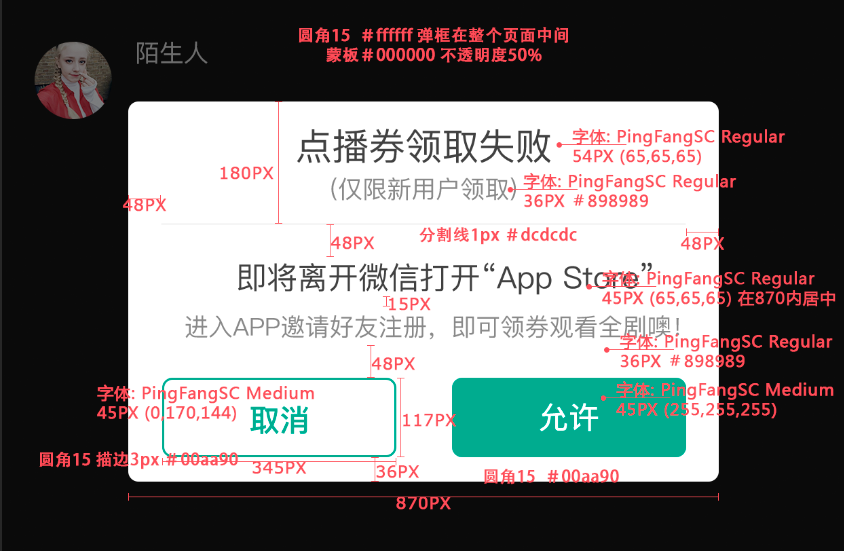 陌生人
圆角15 #ffffff 弹框在整个页面中间
蒙板#000000 不透明度50%
点播券领取失败
字体: PingFangSC Regular
54PX (65,65,65)
180PX
(仅限新用户领取)
字体: PingFangSC Regular
36PX #898989
48PX
分割线1px #dcdcdc
48PX
48PX
即将离开微信打开“App Store”
字体: PingFangSC Regular
45PX (65,65,65) 在870内居中
15PX
进入APP邀请好友注册，即可领券观看全剧噢!
字体: PingFangSC Regular
36PX #898989
48PX
字体: PingFangSC Medium
45PX (0,170,144)
取消
117PX
允许
字体: PingFangSC Medium
45PX (255,255,255)
圆角15 描边3px #00aa90
345PX
36PX
圆角15 #00aa90
870PX